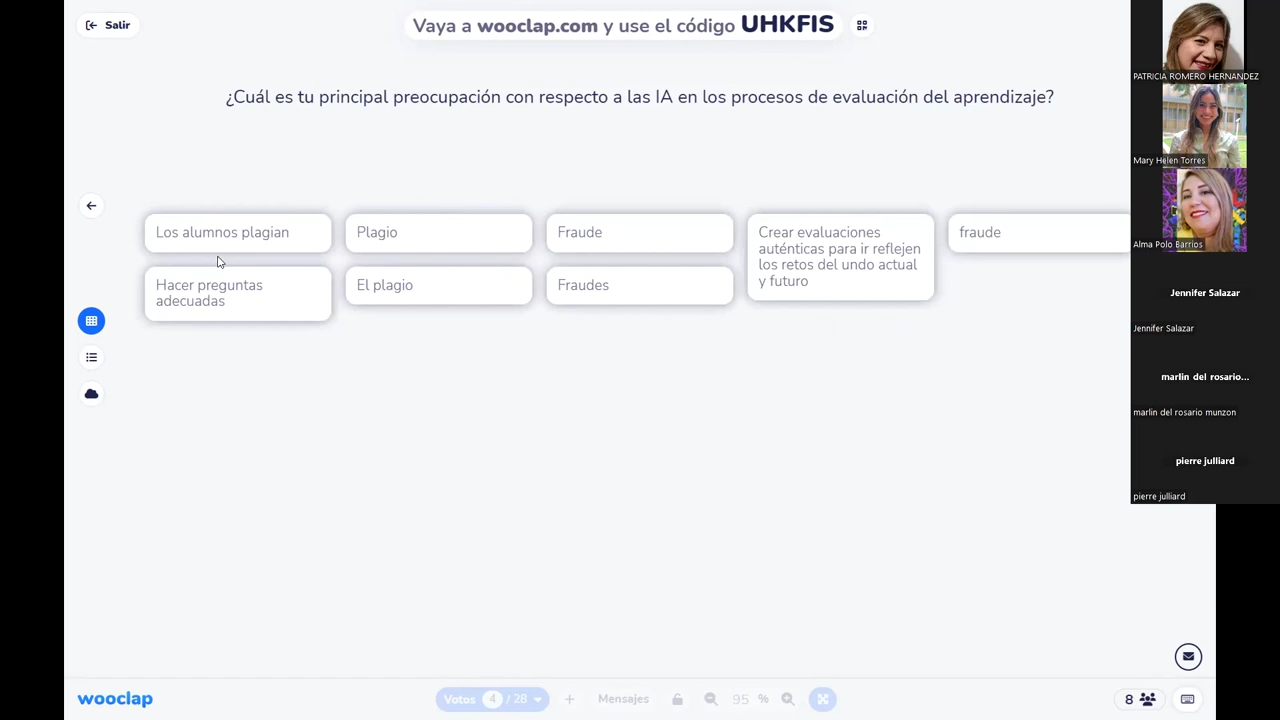 Salir
Vaya a wooclap.com y use el código UHKFIS
¿Cuál es tu principal preocupación con respecto a las IA en los procesos de evaluación del aprendizaje?
Los alumnos plagian
Plagio
Fraude
Crear evaluaciones
auténticas para ir reflejen
los retos del undo actual
y futuro
fraude
Hacer preguntas
adecuadas
El plagio
Fraudes
PATRICIA ROMERO HERNANDEZ
Mary Helen Torres
Alma Polo Barrios
Jennifer Salazar
Jennifer Salazar
marlin del rosario...
marlin del rosario munzon
pierre julliard
pierre julliard
wooclap
Votos 4 / 28
Mensajes
95 %
8